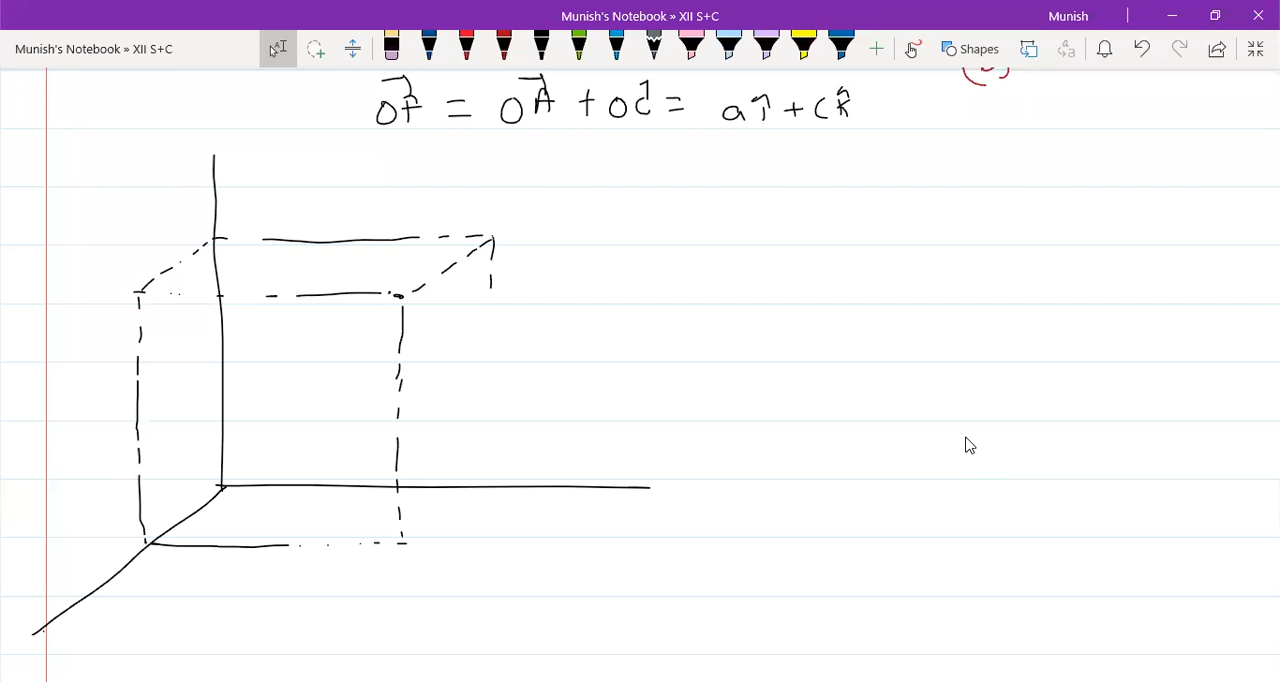 Munish's Notebook » XII S+C
Munish
Munish's Notebook » XII S+C
Shapes
OF⃗ = OA⃗ + OC⃗ = aî + ck̂